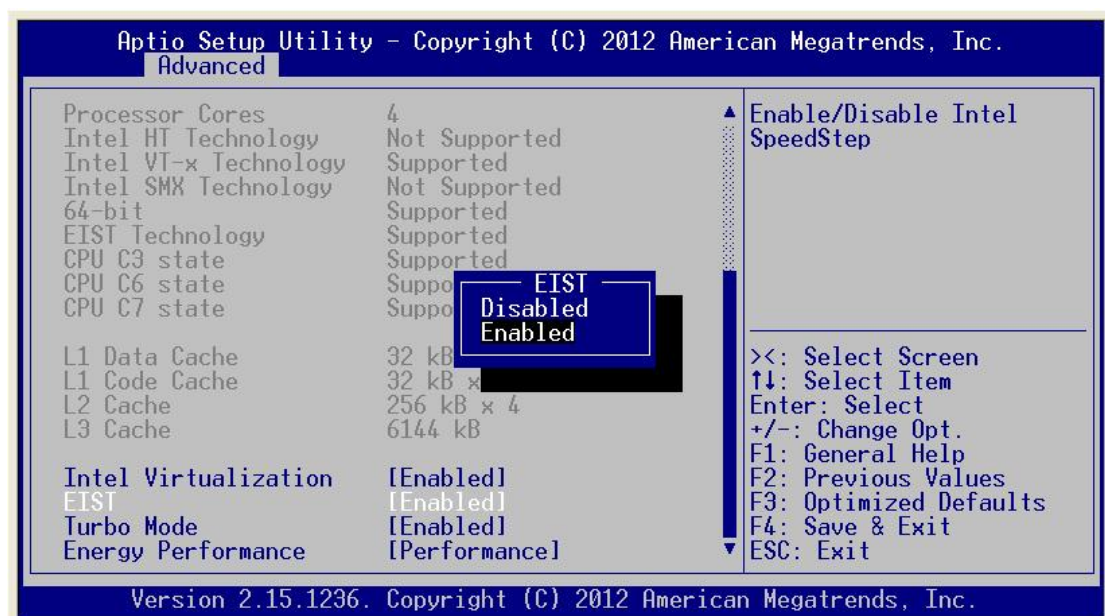 Aptio Setup Utility – Copyright (C) 2012 American Megatrends, Inc.
Advanced
Processor Cores 4
Intel HT Technology Not Supported
Intel VT-x Technology Supported
Intel SMX Technology Not Supported
64-bit Supported
EIST Technology Supported
CPU C3 state Supported
CPU C6 state Suppo
CPU C7 state Suppo
L1 Data Cache 32 kB
L1 Code Cache 32 kB x
L2 Cache 256 kB x 4
L3 Cache 6144 kB
Intel Virtualization [Enabled]
EIST [Enabled]
Turbo Mode [Enabled]
Energy Performance [Performance]
EIST
Disabled
Enabled
Enable/Disable Intel
SpeedStep
><: Select Screen
↑↓: Select Item
Enter: Select
+/-: Change Opt.
F1: General Help
F2: Previous Values
F3: Optimized Defaults
F4: Save & Exit
ESC: Exit
Version 2.15.1236. Copyright (C) 2012 American Megatrends, Inc.